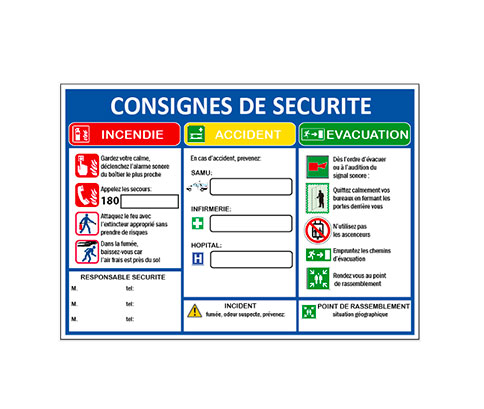 CONSIGNES DE SECURITE
INCENDIE
Gardez votre calme,
déclenchez l'alarme sonore
du boîtier le plus proche
Appelez les secours:
180
Attaquez le feu avec
l'extincteur approprié sans
prendre de risques
Dans la fumée,
baissez-vous car
l'air frais est près du sol
RESPONSABLE SECURITE
M. tel:
M. tel:
M. tel:
ACCIDENT
En cas d'accident, prevenez:
SAMU:
INFIRMERIE:
HOPITAL:
H
INCIDENT
fumée, odeur suspecte, prévenez:
EVACUATION
Dès l'ordre d'évacuer
ou à l'audition du
signal sonore :
Quittez calmement vos
bureaux en formant les
portes derrière vous
N'utilisez pas
les ascenceurs
Empruntez les chemins
d'évacuation
Rendez vous au point
de rassemblement
POINT DE RASSEMBLEMENT
situation géographique